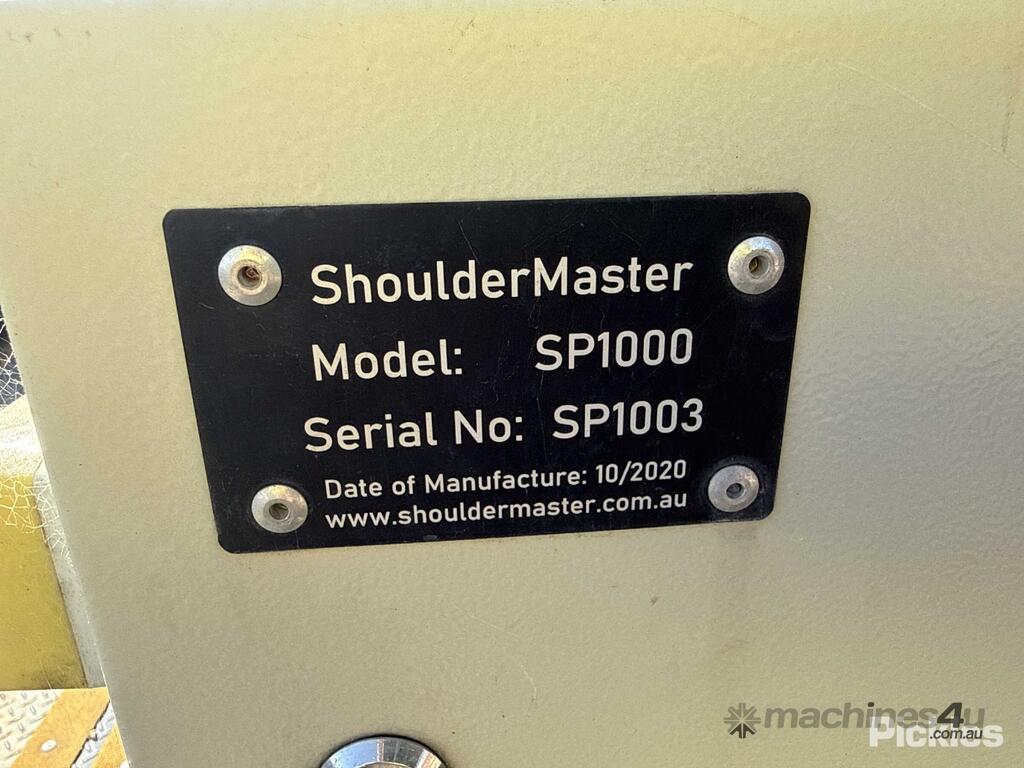 ShoulderMaster
Model: SP1000
Serial No: SP1003
Date of Manufacture: 10/2020
www.shouldermaster.com.au
machines4u
.com.au
Pickles